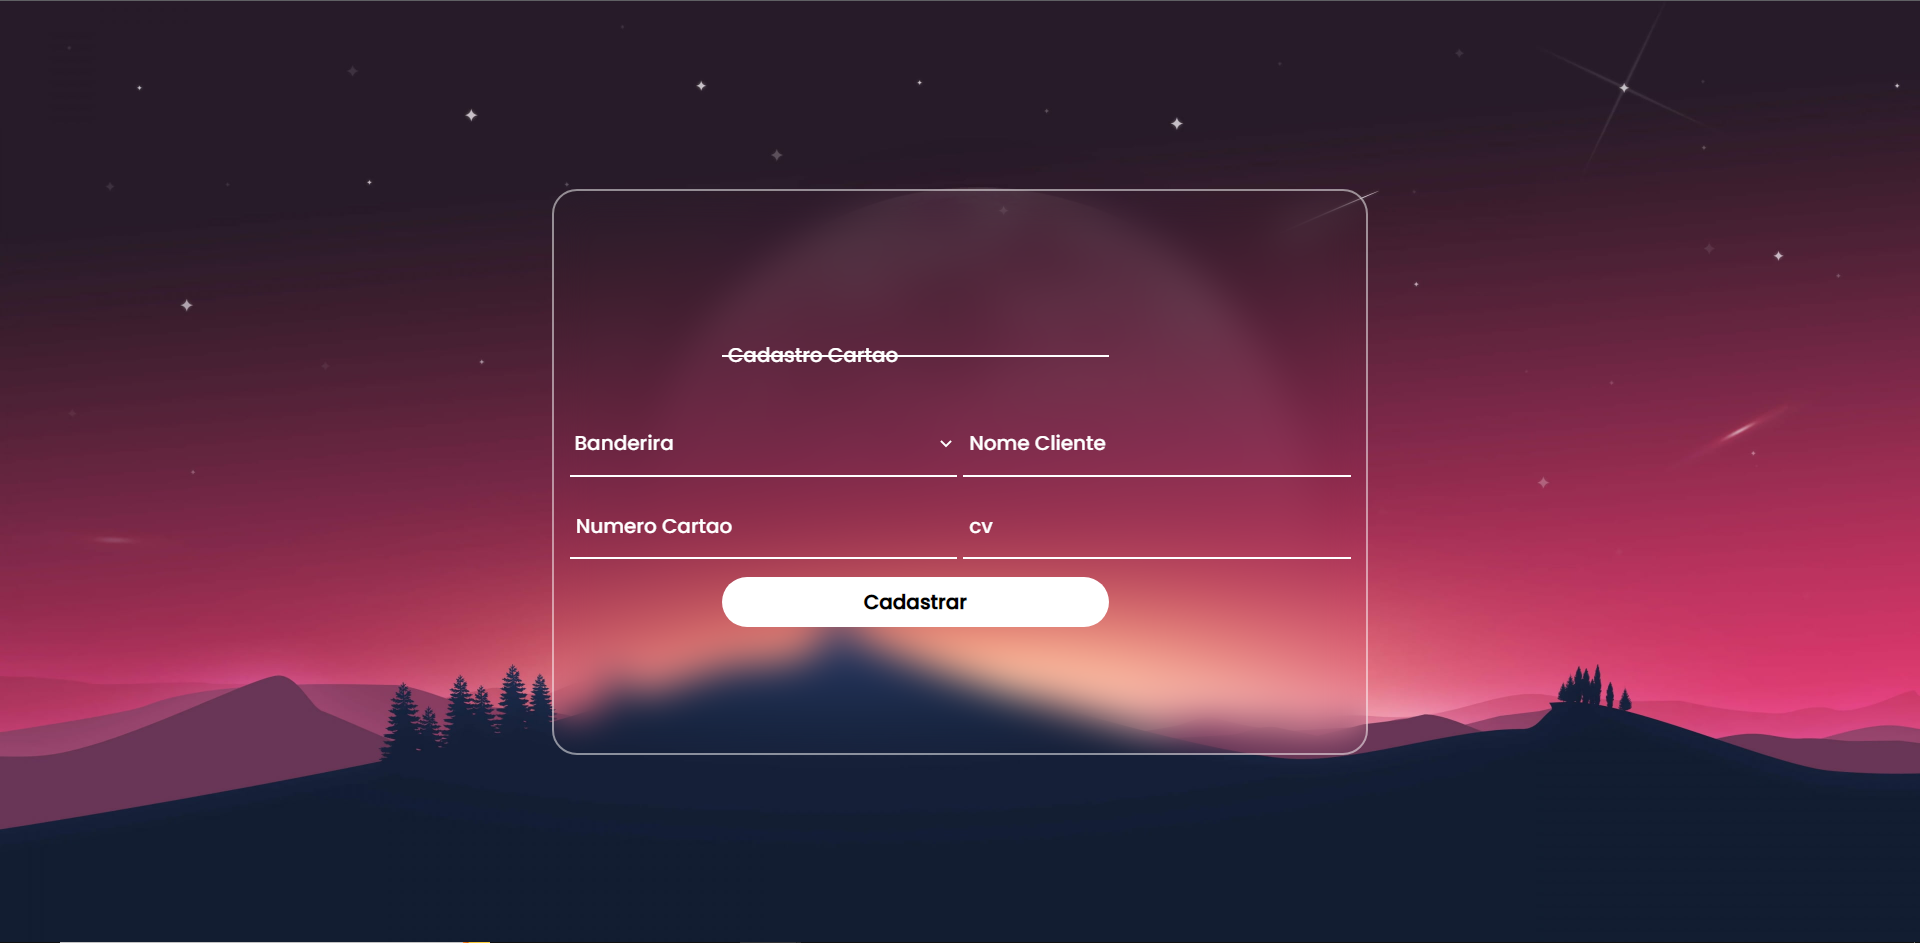 Cadastro Cartao
Banderira
Nome Cliente
Numero Cartao
cv
Cadastrar